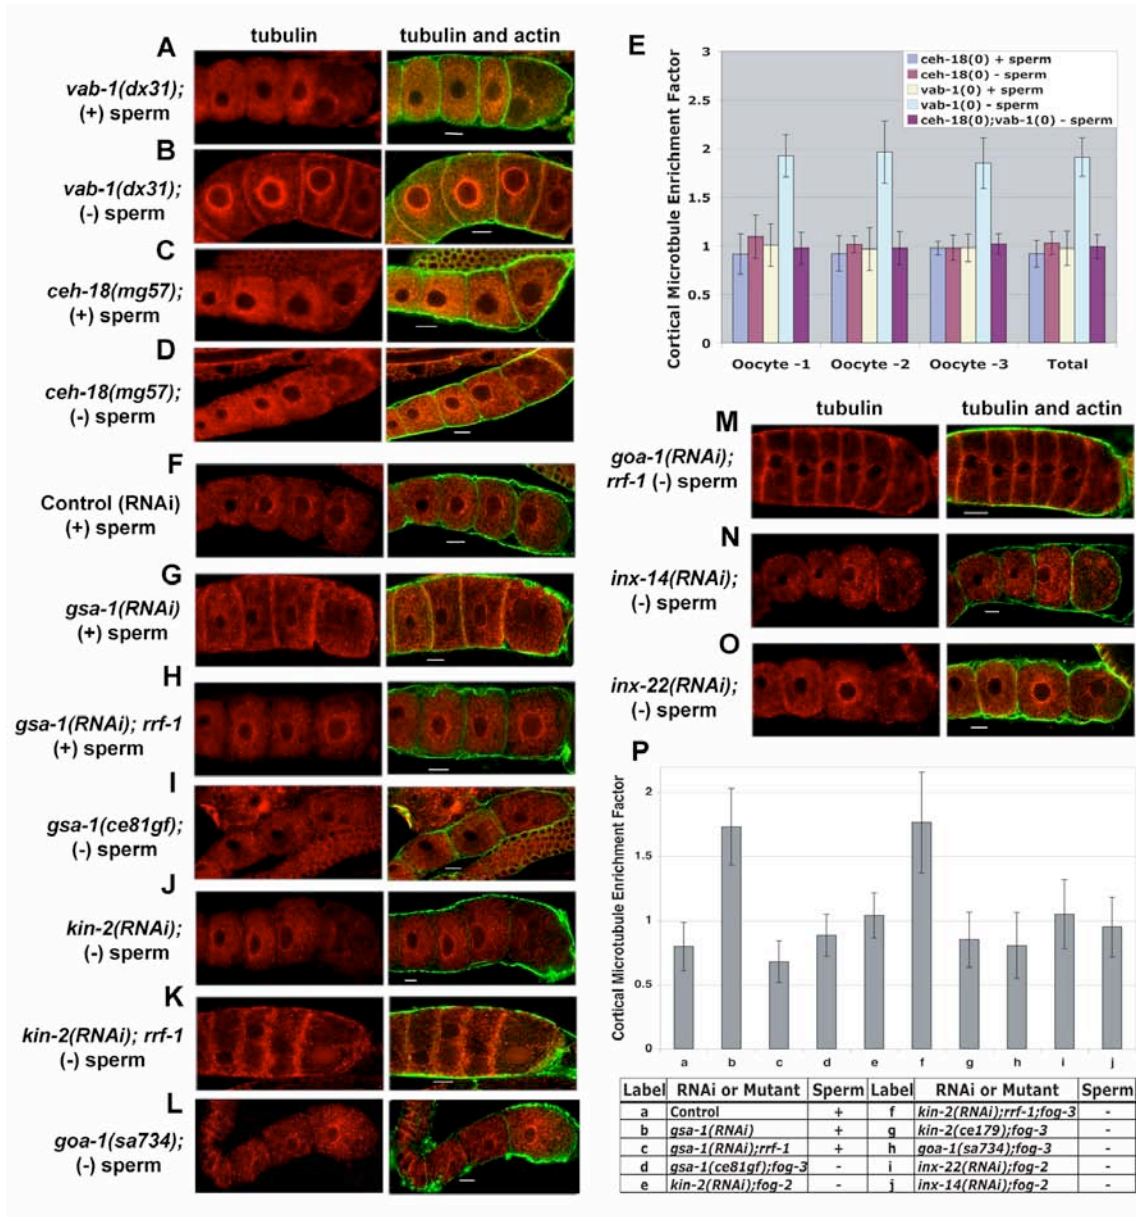 tubulin
tubulin and actin
A
vab-1(dx31);
(+) sperm
B
vab-1(dx31);
(-) sperm
C
ceh-18(mg57);
(+) sperm
D
ceh-18(mg57);
(-) sperm
E
Cortical Microtbule Enrichment Factor
3
2.5
2
1.5
1
0.5
0
ceh-18(0) + sperm
ceh-18(0) - sperm
vab-1(0) + sperm
vab-1(0) - sperm
ceh-18(0);vab-1(0) - sperm
Oocyte -1 Oocyte -2 Oocyte -3 Total
F
Control (RNAi)
(+) sperm
G
gsa-1(RNAi)
(+) sperm
H
gsa-1(RNAi); rrf-1
(+) sperm
I
gsa-1(ce81gf);
(-) sperm
J
kin-2(RNAi);
(-) sperm
K
kin-2(RNAi); rrf-1
(-) sperm
L
goa-1(sa734);
(-) sperm
tubulin
tubulin and actin
M
goa-1(RNAi);
rrf-1 (-) sperm
N
inx-14(RNAi);
(-) sperm
O
inx-22(RNAi);
(-) sperm
P
Cortical Microtubule Enrichment Factor
2
1.5
1
0.5
0
a b c d e f g h i j
Label RNAi or Mutant Sperm Label RNAi or Mutant Sperm
a Control + f kin-2(RNAi);rrf-1;fog-3 -
b gsa-1(RNAi) + g kin-2(ce179);fog-3 -
c gsa-1(RNAi);rrf-1 + h goa-1(sa734);fog-3 -
d gsa-1(ce81gf;fog-3 - i inx-22(RNAi);fog-2 -
e kin-2(RNAi);fog-2 - j inx-14(RNAi);fog-2 -